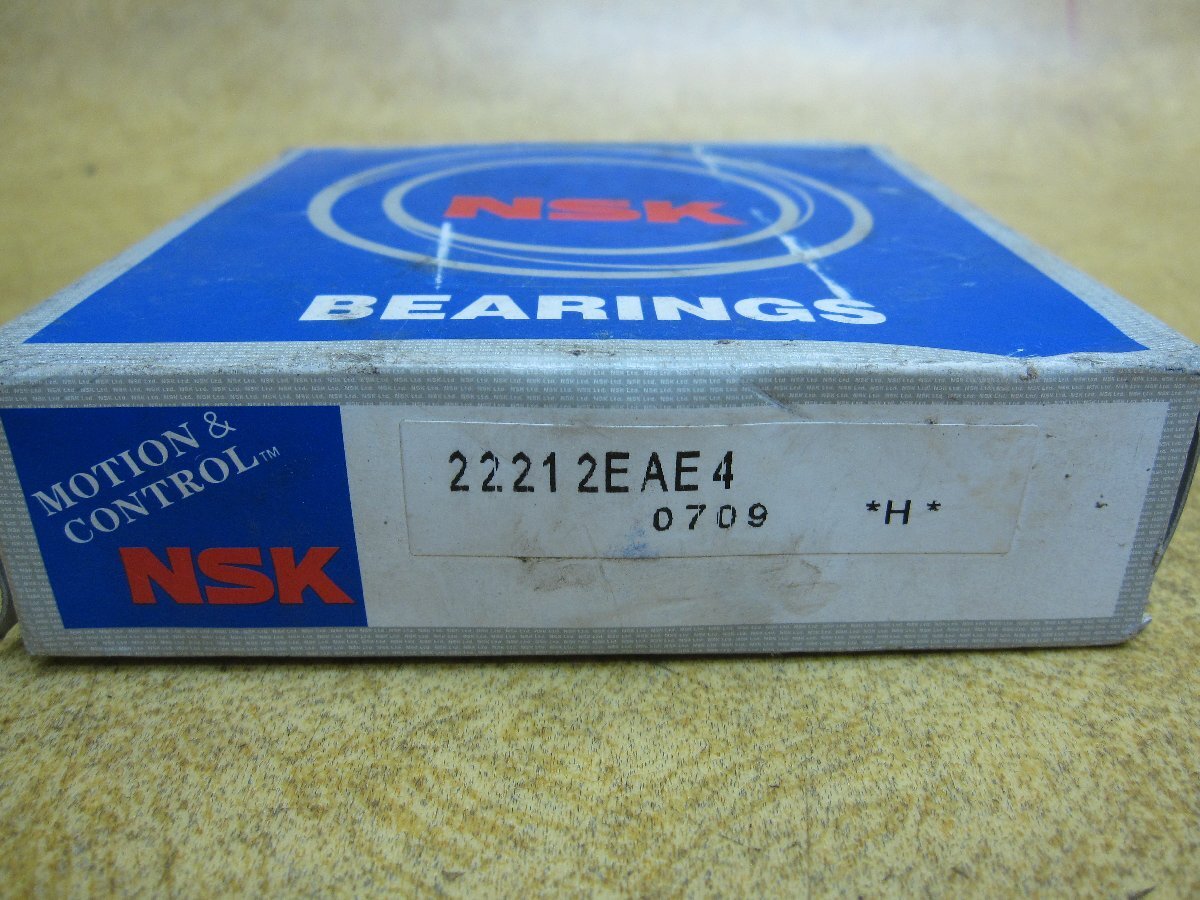 NSK
BEARINGS
MOTION &
CONTROL™
NSK
22212EAE4
0709 *H*